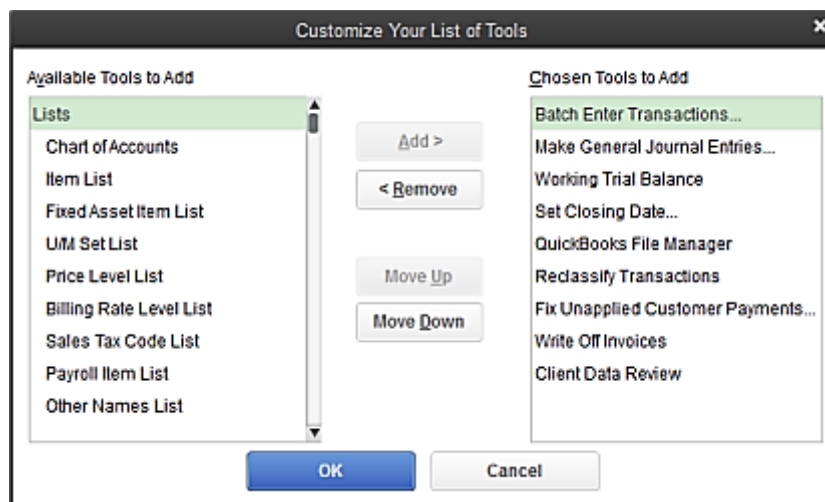 Customize Your List of Tools
Available Tools to Add
Lists
Chart of Accounts
Item List
Fixed Asset Item List
U/M Set List
Price Level List
Billing Rate Level List
Sales Tax Code List
Payroll Item List
Other Names List
Add >
< Remove
Move Up
Move Down
Chosen Tools to Add
Batch Enter Transactions...
Make General Journal Entries...
Working Trial Balance
Set Closing Date...
QuickBooks File Manager
Reclassify Transactions
Fix Unapplied Customer Payments...
Write Off Invoices
Client Data Review
OK
Cancel